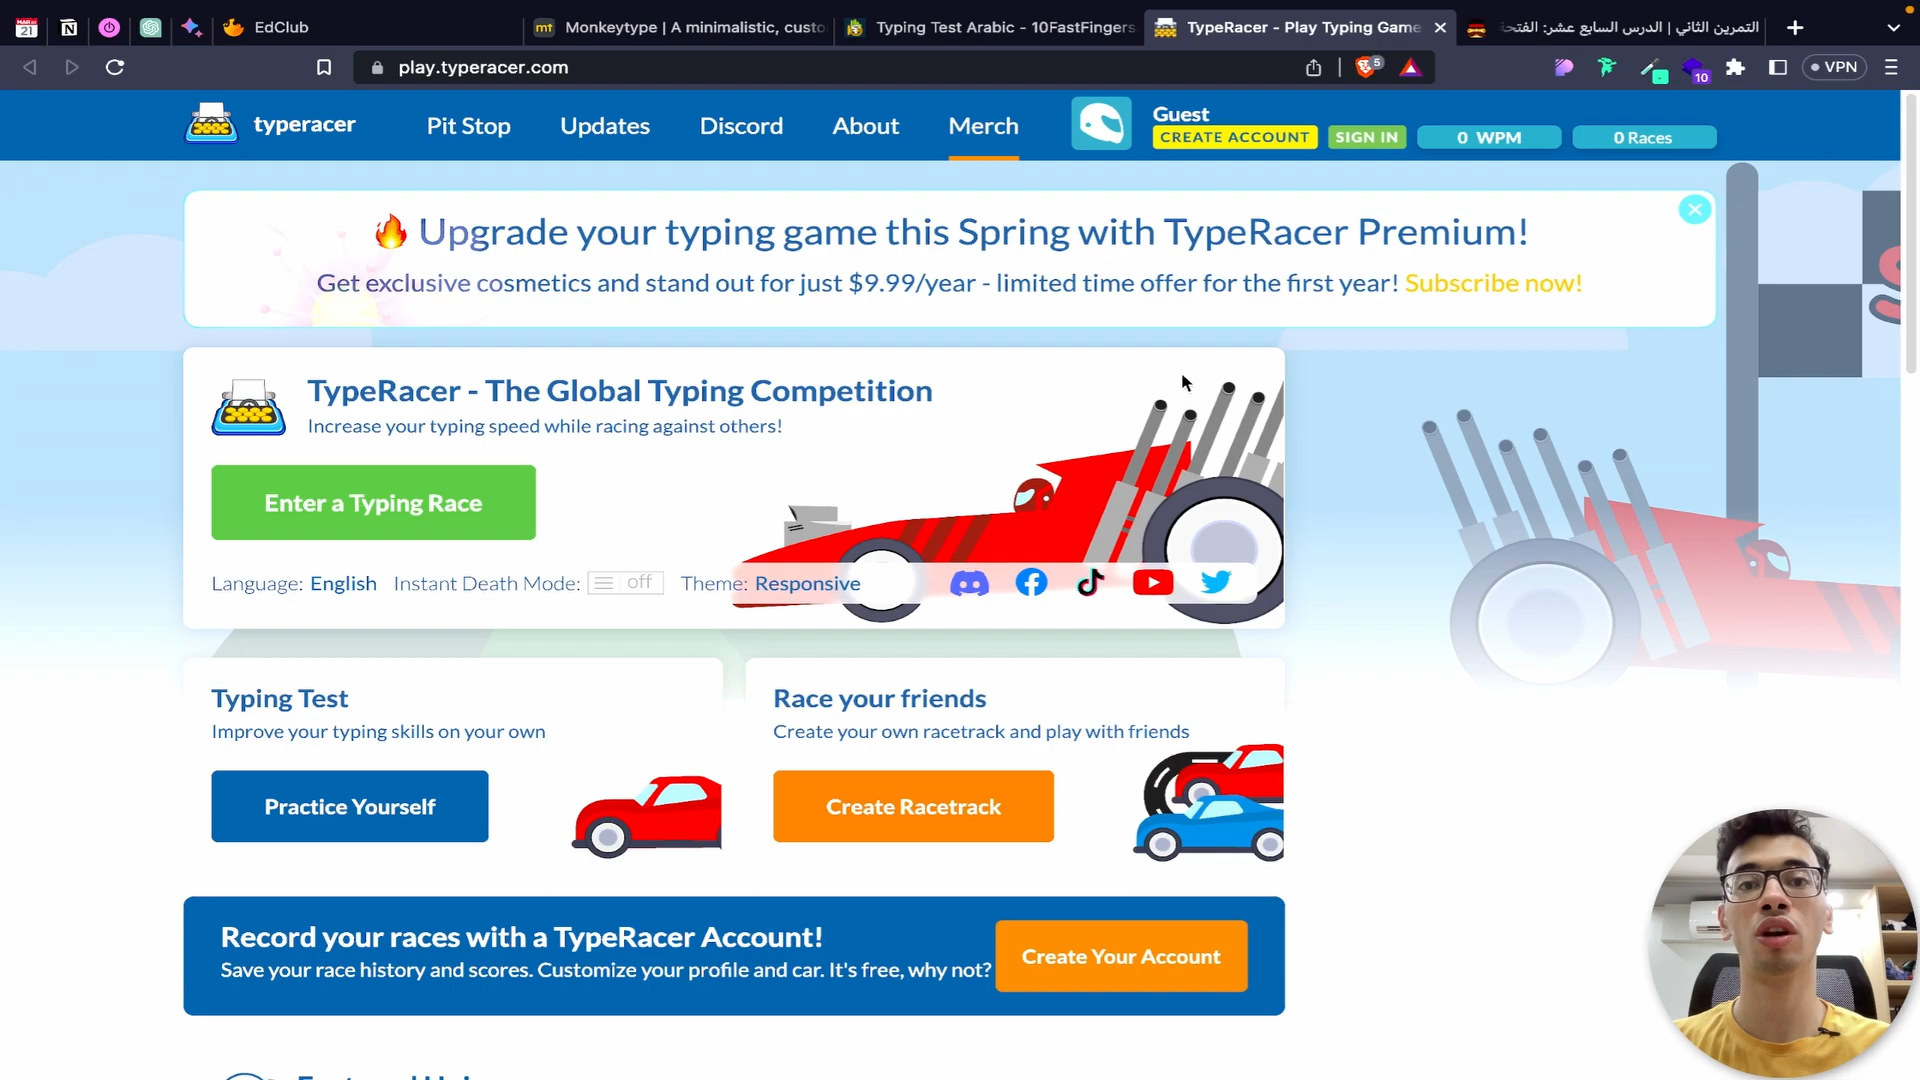 MAR
21
EdClub
mt
Monkeytype | A minimalistic, custo
Typing Test Arabic - 10FastFingers
TypeRacer - Play Typing Game
التمرين الثاني | الدرس السابع عشر: الفتحة
play.typeracer.com
5
10
VPN
typeracer
Pit Stop
Updates
Discord
About
Merch
Guest
CREATE ACCOUNT
SIGN IN
0 WPM
0 Races
Upgrade your typing game this Spring with TypeRacer Premium!
Get exclusive cosmetics and stand out for just $9.99/year - limited time offer for the first year! Subscribe now!
TypeRacer - The Global Typing Competition
Increase your typing speed while racing against others!
Enter a Typing Race
Language: English Instant Death Mode: off Theme: Responsive
Typing Test
Improve your typing skills on your own
Practice Yourself
Race your friends
Create your own racetrack and play with friends
Create Racetrack
Record your races with a TypeRacer Account!
Save your race history and scores. Customize your profile and car. It's free, why not?
Create Your Account